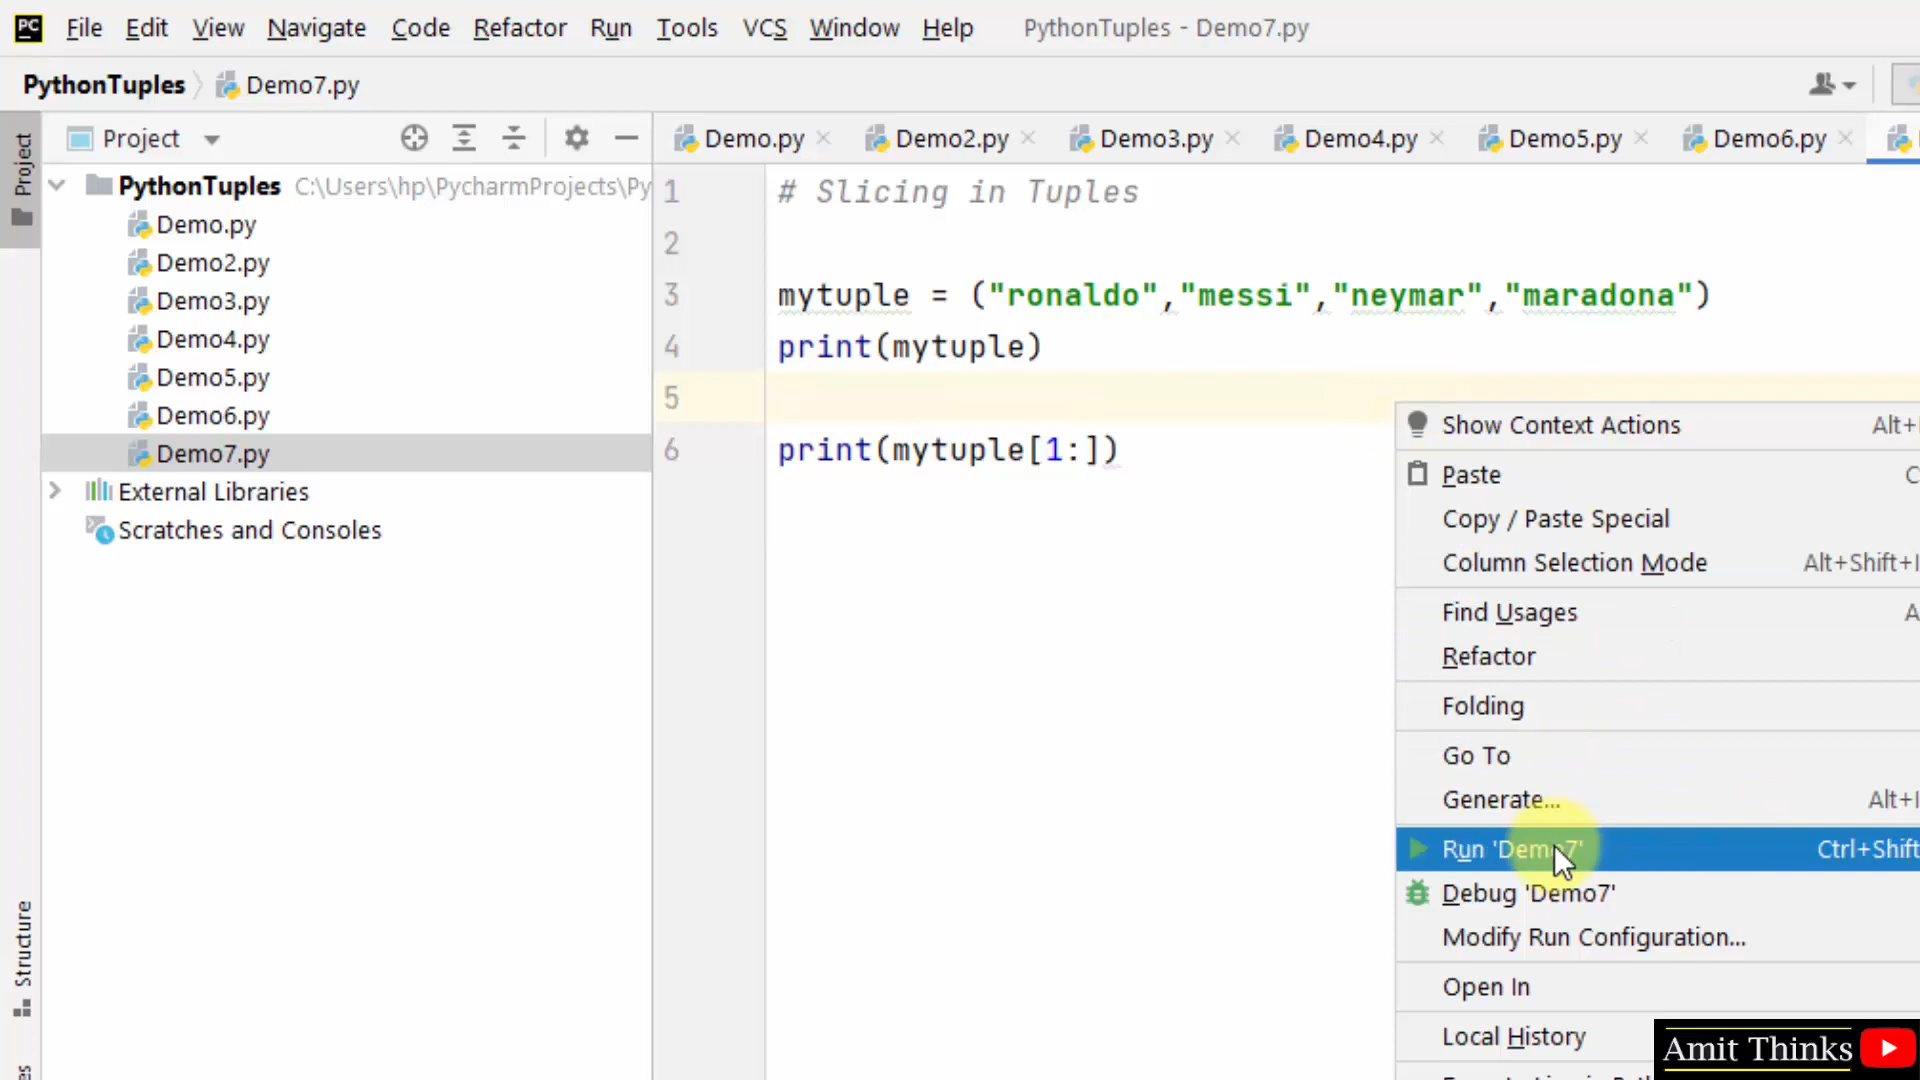 PC File Edit View Navigate Code Refactor Run Tools VCS Window Help PythonTuples - Demo7.py
PythonTuples Demo7.py
Project
Project
Structure
PythonTuples C:\Users\hp\PycharmProjects\Py
Demo.py
Demo2.py
Demo3.py
Demo4.py
Demo5.py
Demo6.py
Demo7.py
External Libraries
Scratches and Consoles
Demo.py Demo2.py Demo3.py Demo4.py Demo5.py Demo6.py
1 # Slicing in Tuples
2
3 mytuple = ("ronaldo","messi","neymar","maradona")
4 print(mytuple)
5
6 print(mytuple[1:])
Show Context Actions Alt+
Paste C
Copy / Paste Special
Column Selection Mode Alt+Shift+I
Find Usages A
Refactor
Folding
Go To
Generate... Alt+I
Run 'Demo7' Ctrl+Shift
Debug 'Demo7'
Modify Run Configuration...
Open In
Local History
Amit Thinks